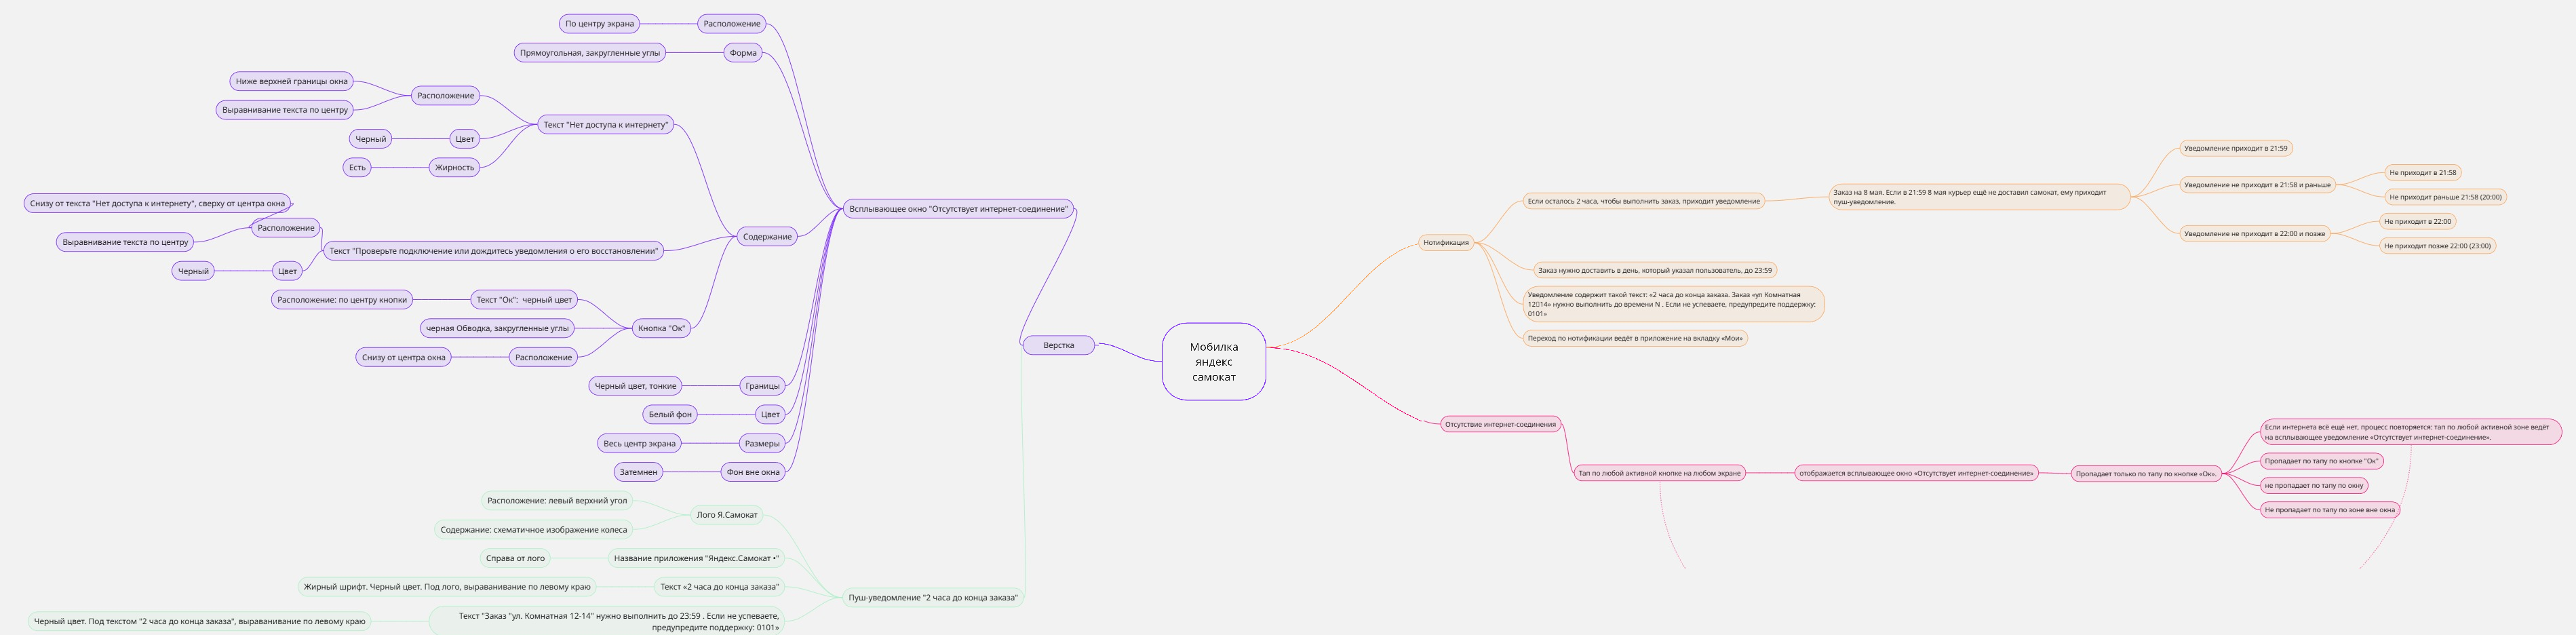 Мобилка
яндекс
самокат
Верстка
Всплывающее окно "Отсутствует интернет-соединение"
Расположение
По центру экрана
Форма
Прямоугольная, закругленные углы
Содержание
Текст "Нет доступа к интернету"
Расположение
Ниже верхней границы окна
Выравнивание текста по центру
Цвет
Черный
Жирность
Есть
Текст "Проверьте подключение или дождитесь уведомления о его восстановлении"
Расположение
Снизу от текста "Нет доступа к интернету", сверху от центра окна
Выравнивание текста по центру
Цвет
Черный
Кнопка "Ок"
Текст "Ок":  черный цвет
Расположение: по центру кнопки
черная Обводка, закругленные углы
Расположение
Снизу от центра окна
Границы
Черный цвет, тонкие
Цвет
Белый фон
Размеры
Весь центр экрана
Фон вне окна
Затемнен
Пуш-уведомление "2 часа до конца заказа"
Лого Я.Самокат
Расположение: левый верхний угол
Содержание: схематичное изображение колеса
Название приложения "Яндекс.Самокат •"
Справа от лого
Текст «2 часа до конца заказа"
Жирный шрифт. Черный цвет. Под лого, выраванивание по левому краю
Текст "Заказ "ул. Комнатная 12-14" нужно выполнить до 23:59 . Если не успеваете,
предупредите поддержку: 0101»
Черный цвет. Под текстом "2 часа до конца заказа", выраванивание по левому краю
Нотификация
Если осталось 2 часа, чтобы выполнить заказ, приходит уведомление
Заказ на 8 мая. Если в 21:59 8 мая курьер ещё не доставил самокат, ему приходит
пуш-уведомление.
Уведомление приходит в 21:59
Уведомление не приходит в 21:58 и раньше
Не приходит в 21:58
Не приходит раньше 21:58 (20:00)
Уведомление не приходит в 22:00 и позже
Не приходит в 22:00
Не приходит позже 22:00 (23:00)
Заказ нужно доставить в день, который указал пользователь, до 23:59
Уведомление содержит такой текст: «2 часа до конца заказа. Заказ «ул Комнатная
12▯14» нужно выполнить до времени N . Если не успеваете, предупредите поддержку:
0101»
Переход по нотификации ведёт в приложение на вкладку «Мои»
Отсутствие интернет-соединения
Тап по любой активной кнопке на любом экране
отображается всплывающее окно «Отсутствует интернет-соединение»
Пропадает только по тапу по кнопке «Ок».
Если интернета всё ещё нет, процесс повторяется: тап по любой активной зоне ведёт
на всплывающее уведомление «Отсутствует интернет-соединение».
Пропадает по тапу по кнопке "Ок"
не пропадает по тапу по окну
Не пропадает по тапу по зоне вне окна